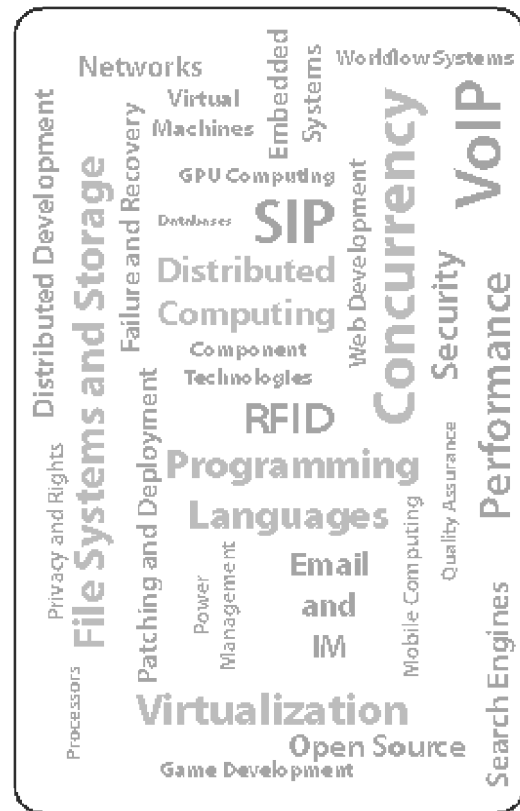 Networks
Virtual
Machines
Embedded
Systems
Workflow Systems
VoIP
Distributed Development
File Systems and Storage
Failure and Recovery
GPU Computing
Databases
SIP
Distributed
Computing
Component
Technologies
Web Development
Concurrency
Security
Performance
RFID
Programming
Languages
Privacy and Rights
Patching and Deployment
Power
Management
Email
and
IM
Mobile Computing
Quality Assurance
Search Engines
Processors
Virtualization
Open Source
Game Development